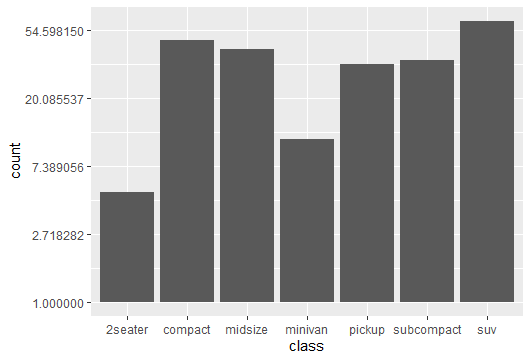 54.598150
20.085537
7.389056
2.718282
1.000000
count
2seater compact midsize minivan pickup subcompact suv
class